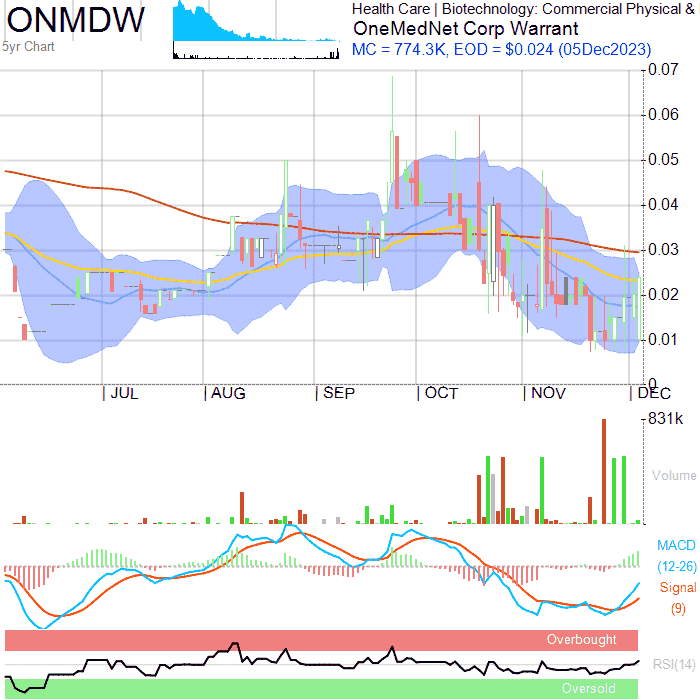 ONMDW
5yr Chart
Health Care | Biotechnology: Commercial Physical &
OneMedNet Corp Warrant
MC = 774.3K, EOD = $0.024 (05Dec2023)
0.07
0.06
0.05
0.04
0.03
0.02
0.01
0
JUL AUG SEP OCT NOV DEC
831k
Volume
MACD
(12-26)
Signal
(9)
Overbought
RSI(14)
Oversold